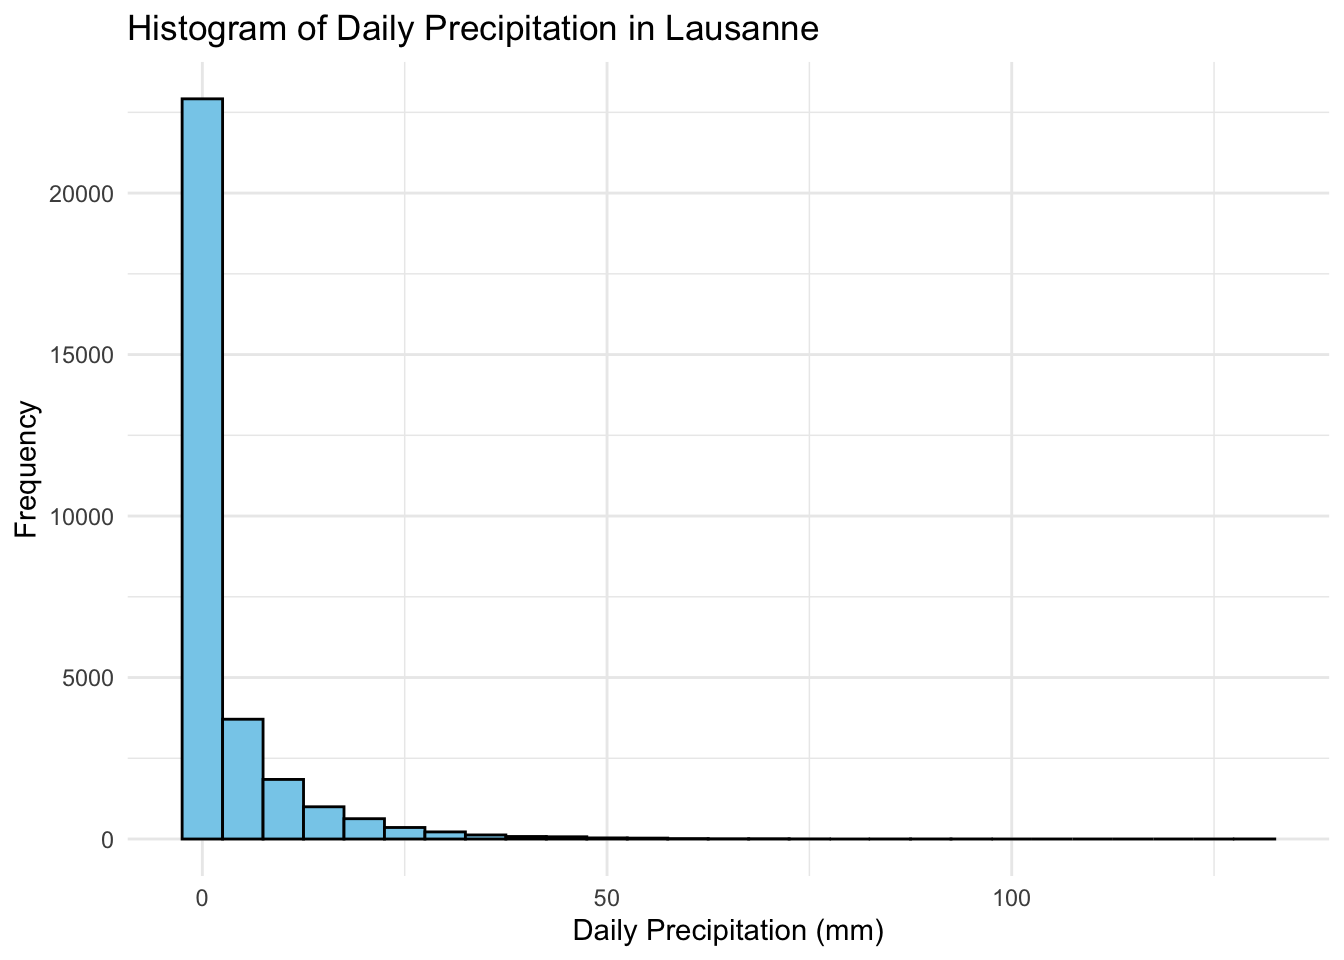 Histogram of Daily Precipitation in Lausanne
Frequency
20000
15000
10000
5000
0
0 50 100
Daily Precipitation (mm)